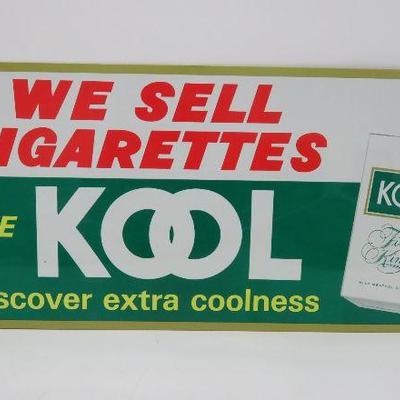 WE SELL
IGARETTES
E KOOL
scover extra coolness
KO